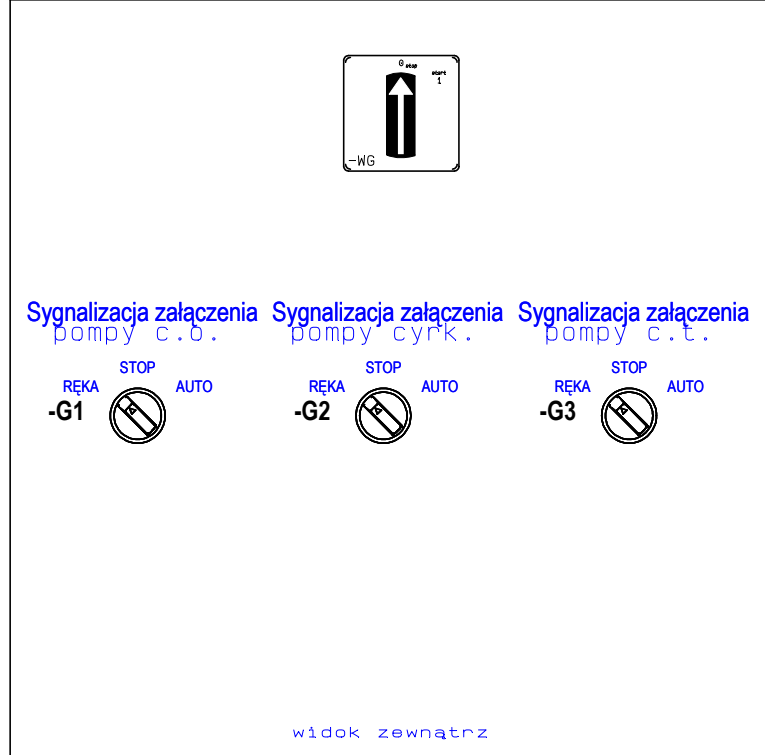 0 stop
start
1
-WG
Sygnalizacja załączenia Sygnalizacja załączenia Sygnalizacja załączenia
pompy c.o. pompy cyrk. pompy c.t.
STOP STOP STOP
RĘKA AUTO RĘKA AUTO RĘKA AUTO
-G1 -G2 -G3
widok zewnątrz